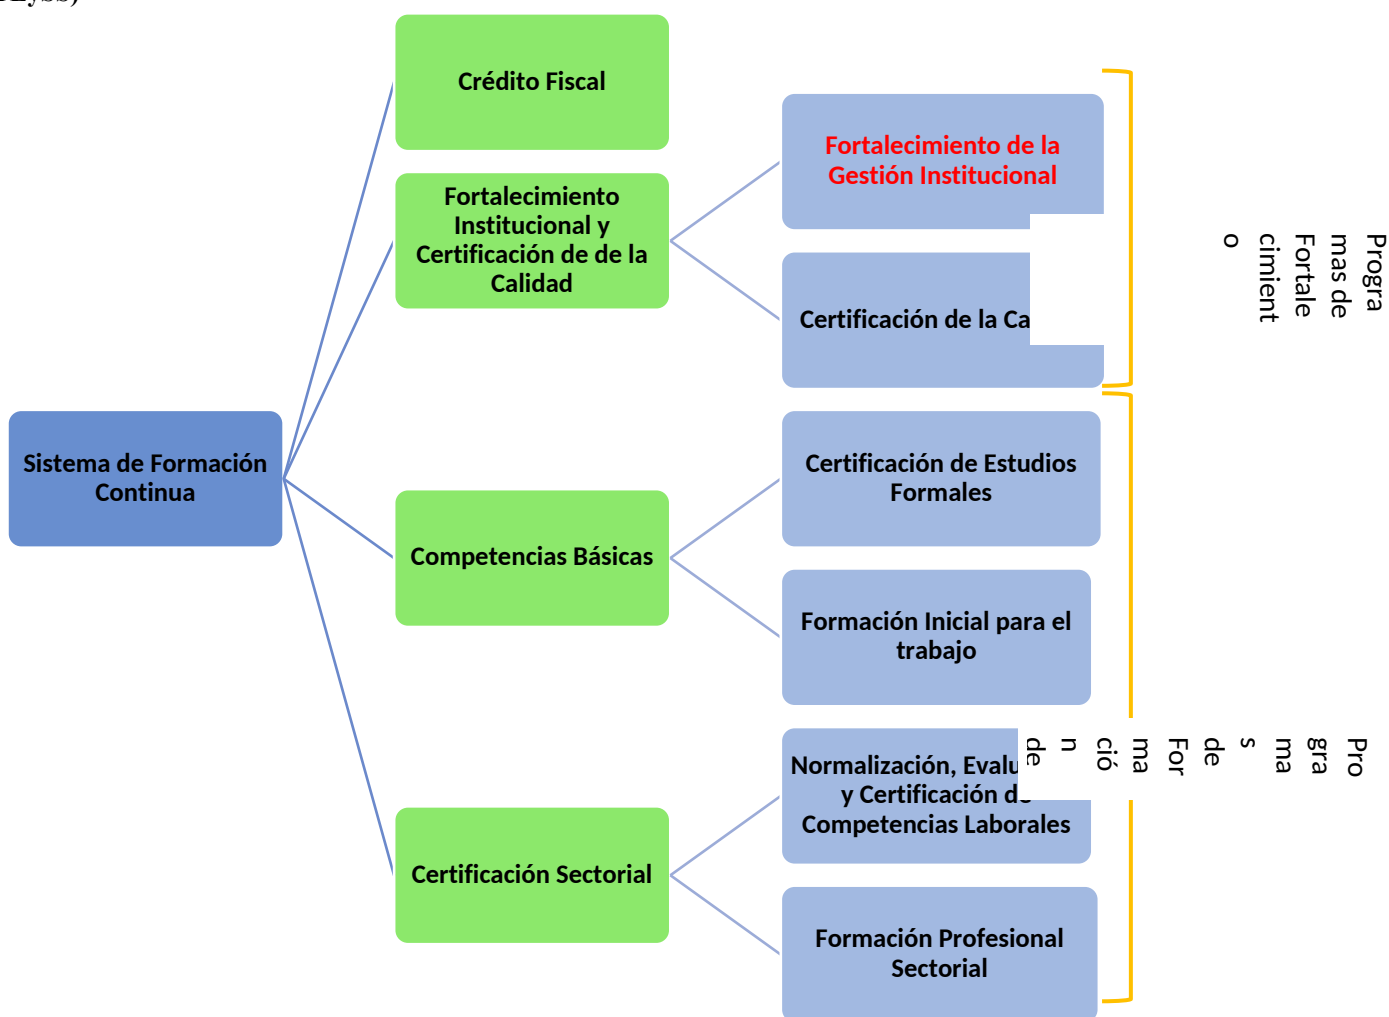 Crédito Fiscal
Fortalecimiento
Institucional y
Certificación de de la
Calidad
Fortalecimiento de la
Gestión Institucional
Certificación de la Ca
Progra
mas de
Fortale
cimient
o
Sistema de Formación
Continua
Competencias Básicas
Certificación de Estudios
Formales
Formación Inicial para el
trabajo
Certificación Sectorial
Normalización, Evalu
y Certificación de
Competencias Laborales
Formación Profesional
Sectorial
Pro
gra
ma
s
de
For
ma
ció
n
de